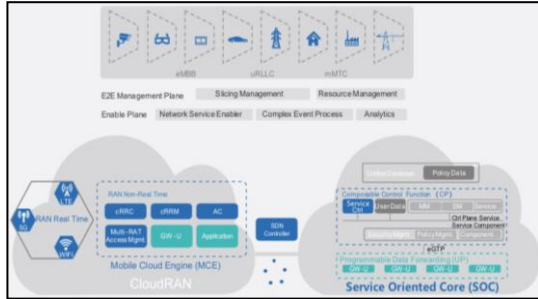 eMBB
uRLLC
mMTC
E2E Management Plane
Slicing Management
Resource Management
Enable Plane
Network Service Enabler
Complex Event Process
Analytics
LTE
5G
RAN Real Time
WiFi
RAN Non-Real Time
cRRC
cRRM
AC
Multi-RAT
Access Mgmt.
GW-U
Application
Mobile Cloud Engine (MCE)
CloudRAN
SDN
Controller
Policy Data
Composable Control Function (CP)
Service
Ctrl
User Data
MM
SM
Service
Ctrl Plane Service
Service Component
Security Mgmt.
Policy Mgmt.
Component
eGTP
Programmable Data Forwarding (UP)
GW-U
GW-U
GW-U
GW-U
Service Oriented Core (SOC)